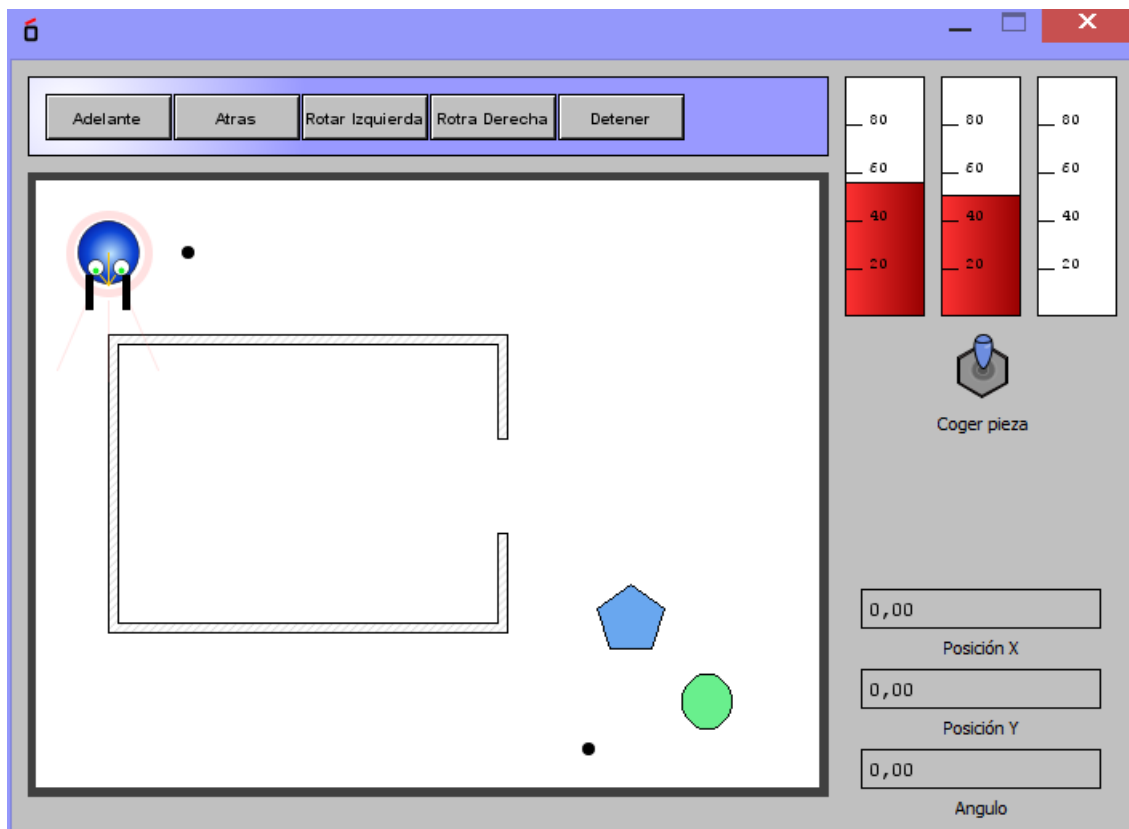 ó
Adelante Atras Rotar Izquierda Rotra Derecha Detener
80 80 80
60 60 60
40 40 40
20 20 20
Coger pieza
0,00
Posición X
0,00
Posición Y
0,00
Angulo